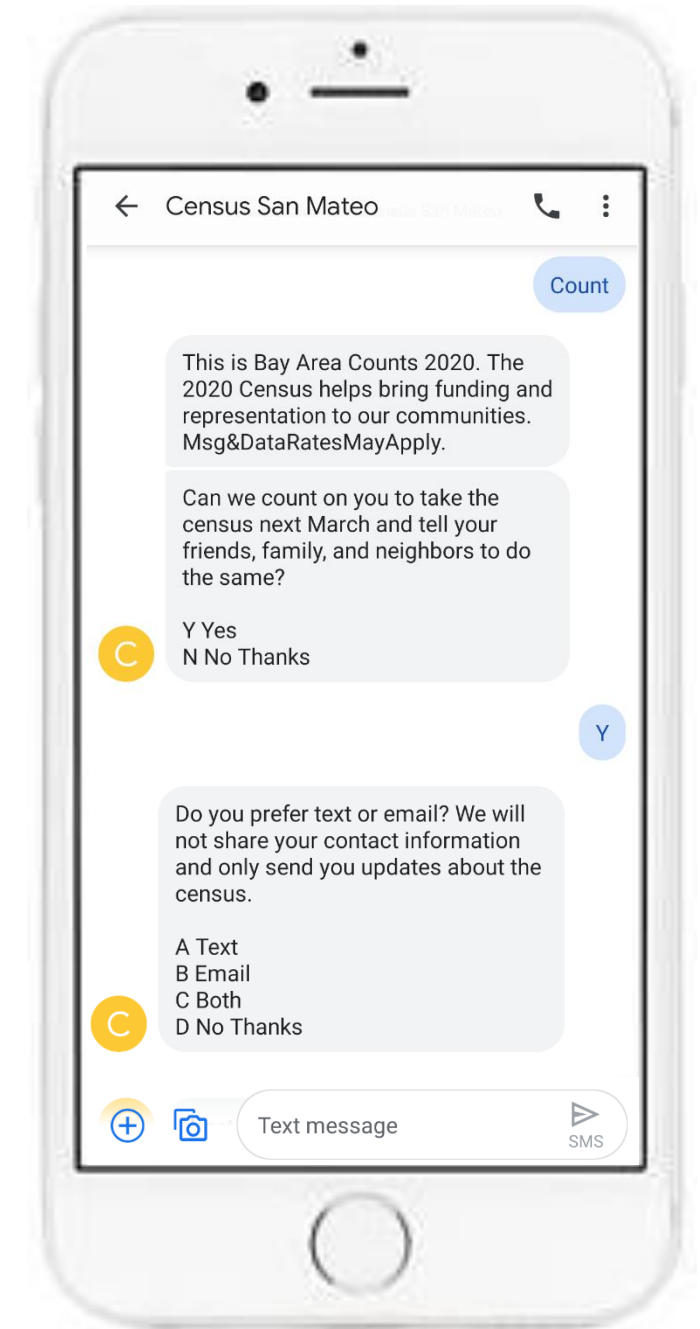 Census San Mateo
Count
This is Bay Area Counts 2020. The
2020 Census helps bring funding and
representation to our communities.
Msg&DataRatesMayApply.
Can we count on you to take the
census next March and tell your
friends, family, and neighbors to do
the same?
Y Yes
N No Thanks
C
Y
Do you prefer text or email? We will
not share your contact information
and only send you updates about the
census.
A Text
B Email
C Both
D No Thanks
C
Text message
SMS